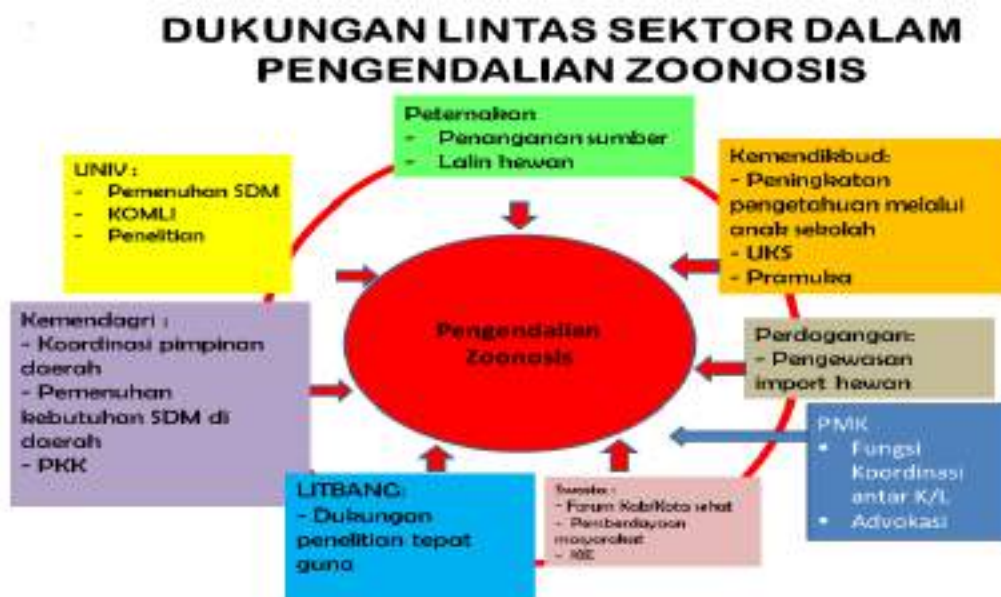 DUKUNGAN LINTAS SEKTOR DALAM
PENGENDALIAN ZOONOSIS
Peternakan
- Penanganan sumber
- Lalin hewan
UNIV :
- Pemenuhan SDM
- KOMLI
- Penelitian
Kemendikbud:
- Peningkatan
pengetahuan melalui
anak sekolah
- UKS
- Pramuka
Pengendalian
Zoonosis
Kemendagri :
- Koordinasi pimpinan
daerah
- Pemenuhan
kebutuhan SDM di
daerah
- PKK
Perdagangan:
- Pengewasan
import hewan
PMK
• Fungsi
Koordinasi
antar K/L
• Advokasi
LITBANG:
- Dukungan
penelitian tepat
guna
Swasta :
- Forum Kab/Kota sehat
- Pemberdayaan
masyarakat
- KIE